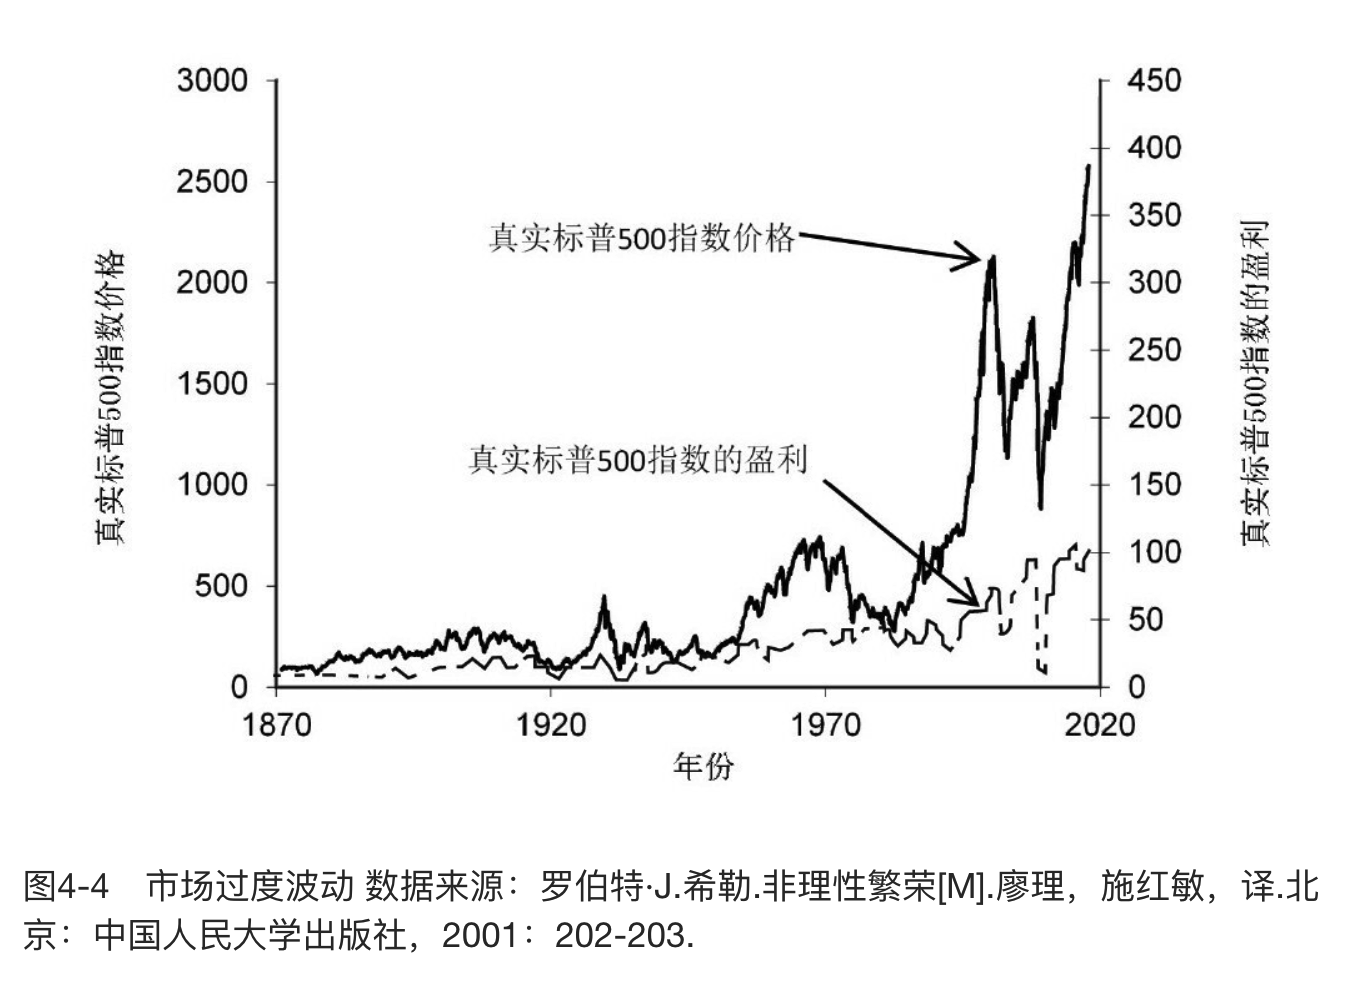 3000
2500
2000
1500
1000
500
0
真实标普500指数价格
450
400
350
300
250
200
150
100
50
0
真实标普500指数的盈利
真实标普500指数价格
真实标普500指数的盈利
1870 1920 1970 2020
年份
图4-4 市场过度波动 数据来源：罗伯特·J.希勒.非理性繁荣[M].廖理，施红敏，译.北
京：中国人民大学出版社，2001：202-203.